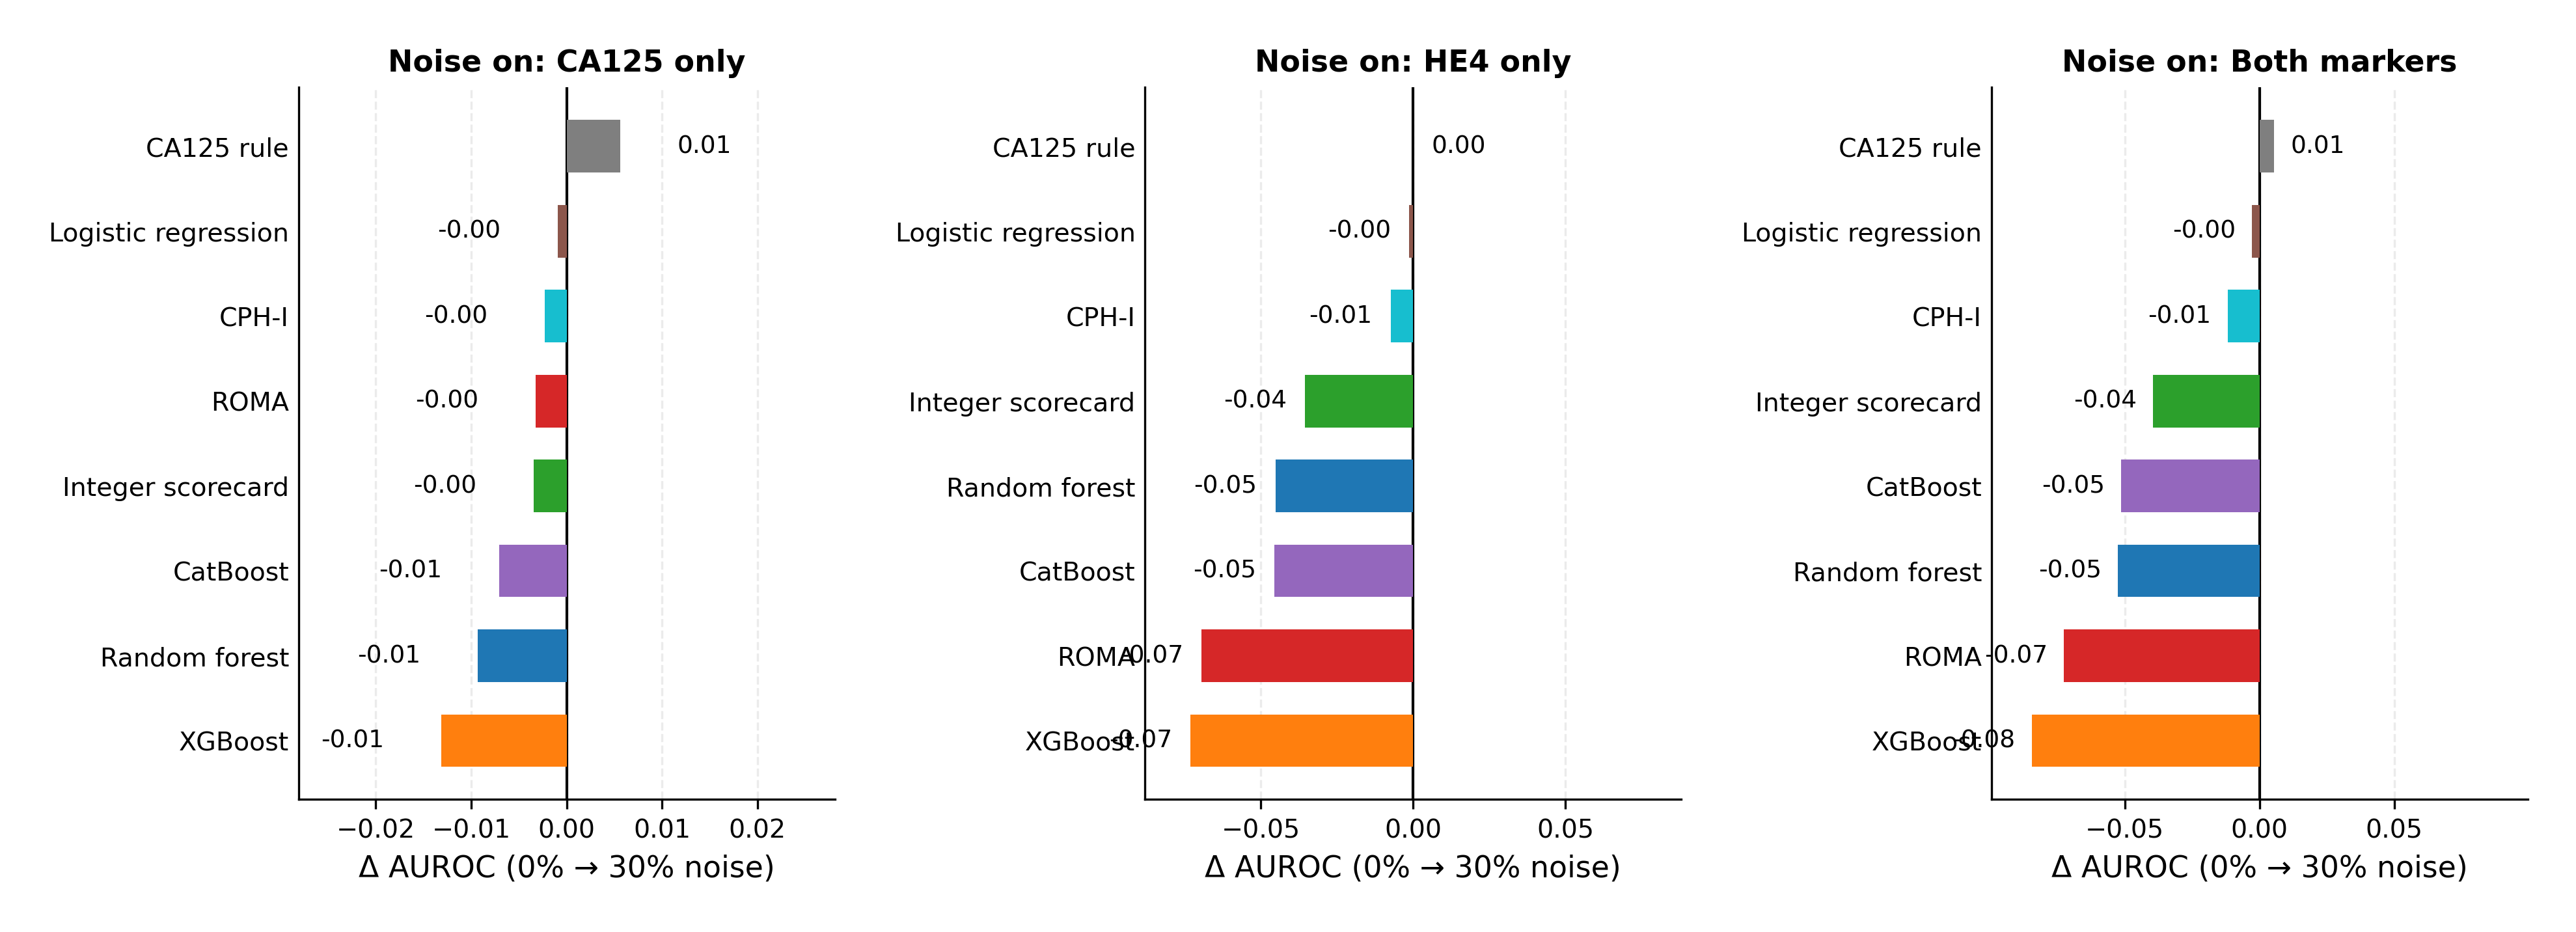 Noise on: CA125 only
CA125 rule 0.01
Logistic regression -0.00
CPH-I -0.00
ROMA -0.00
Integer scorecard -0.00
CatBoost -0.01
Random forest -0.01
XGBoost -0.01
−0.02 −0.01 0.00 0.01 0.02
Δ AUROC (0% → 30% noise)
Noise on: HE4 only
CA125 rule 0.00
Logistic regression -0.00
CPH-I -0.01
Integer scorecard -0.04
Random forest -0.05
CatBoost -0.05
ROMA -0.07
XGBoost -0.07
−0.05 0.00 0.05
Δ AUROC (0% → 30% noise)
Noise on: Both markers
CA125 rule 0.01
Logistic regression -0.00
CPH-I -0.01
Integer scorecard -0.04
CatBoost -0.05
Random forest -0.05
ROMA -0.07
XGBoost -0.08
−0.05 0.00 0.05
Δ AUROC (0% → 30% noise)